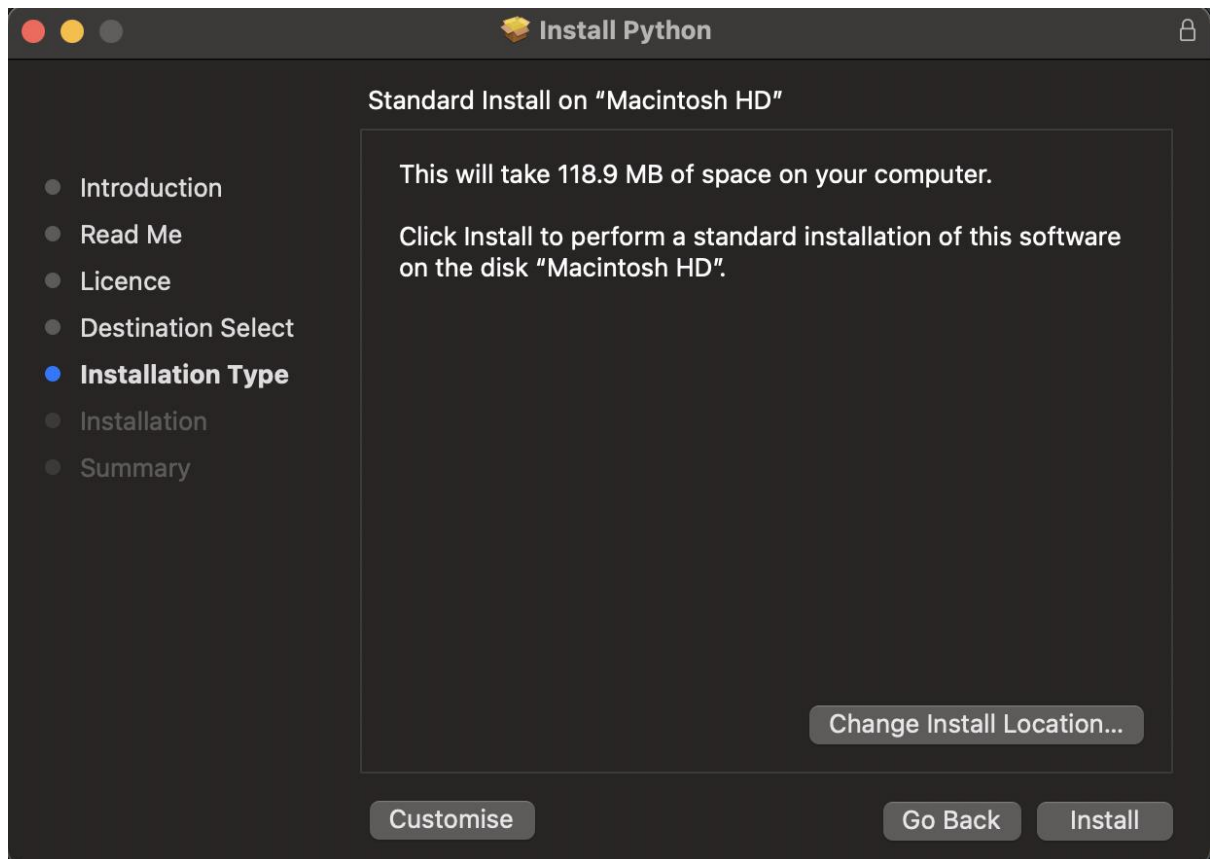 Install Python
Standard Install on “Macintosh HD”
Introduction
Read Me
Licence
Destination Select
Installation Type
Installation
Summary
This will take 118.9 MB of space on your computer.
Click Install to perform a standard installation of this software
on the disk “Macintosh HD”.
Change Install Location...
Customise
Go Back
Install